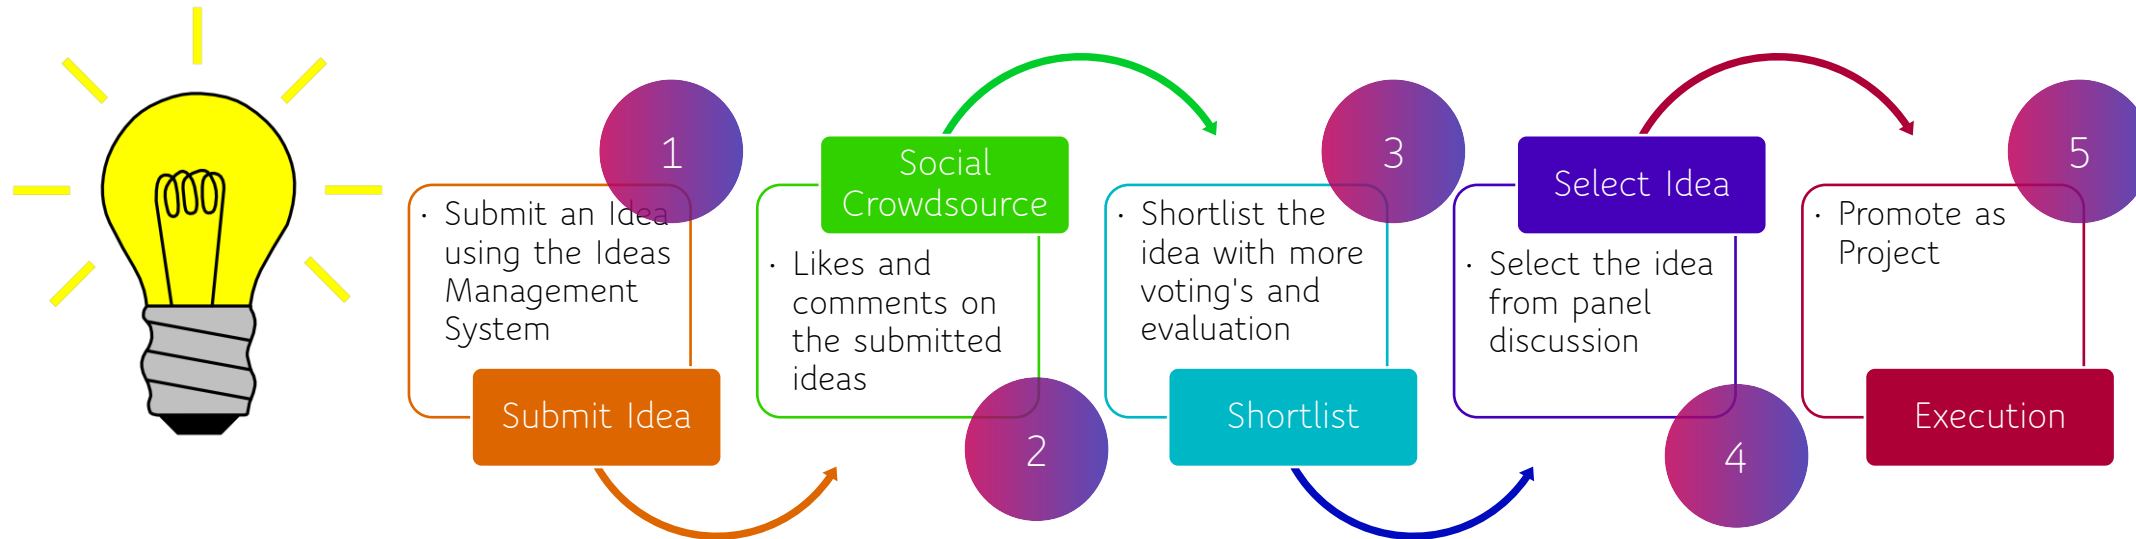 1
· Submit an Idea
using the Ideas
Management
System
Submit Idea
Social
Crowdsource
· Likes and
comments on
the submitted
ideas
2
3
· Shortlist the
idea with more
voting's and
evaluation
Shortlist
Select Idea
· Select the idea
from panel
discussion
4
5
· Promote as
Project
Execution